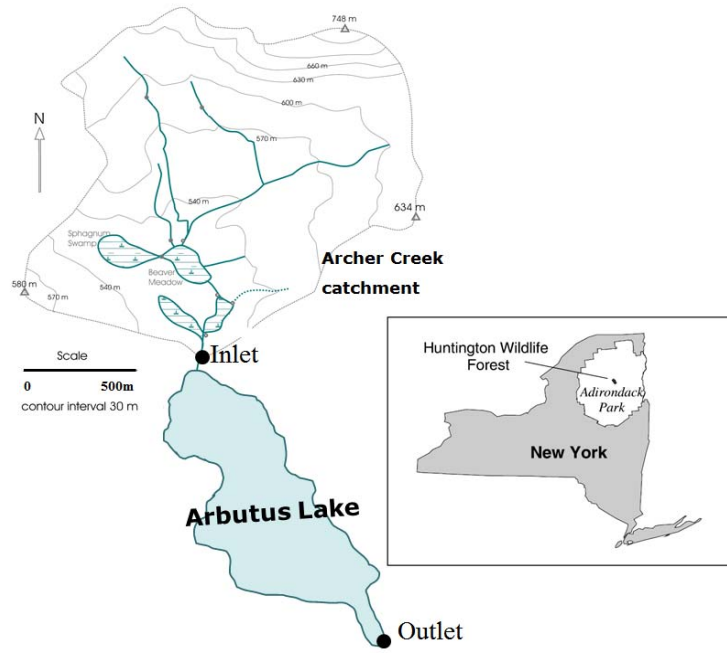 748 m
660 m
630 m
600 m
N
570 m
634 m
540 m
Sphagnum
Swamp
Archer Creek
catchment
Beaver
Meadow
580 m
570 m
540 m
Inlet
Scale
0 500m
contour interval 30 m
Huntington Wildlife
Forest
Adirondack
Park
New York
Arbutus Lake
Outlet